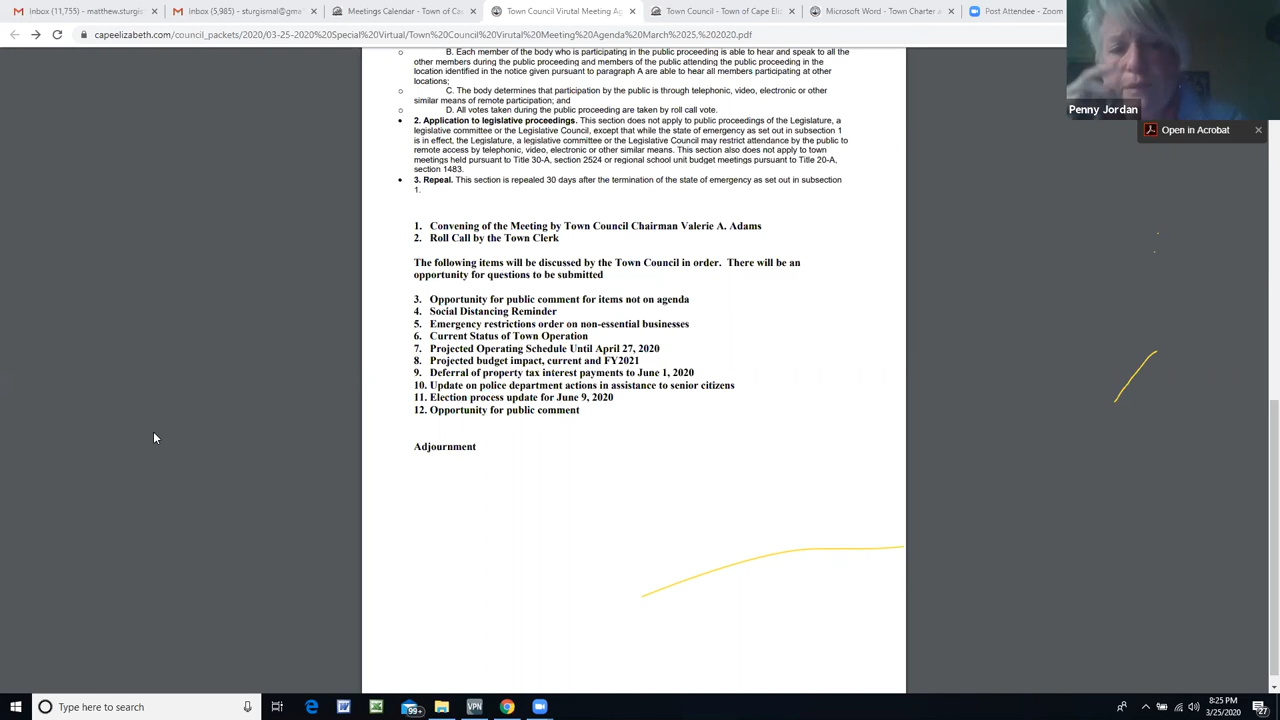 Inbox (11,755) - matthew.sturgis
Inbox (5,985) - sturgismal@gma
Meetings Calendar - Town of Cap
Town Council Virutal Meeting Ag
Town Council - Town of Cape Eli
Microsoft Word - Town Charter a
Post Attendee - Zoom
capeelizabeth.com/council_packets/2020/03-25-2020%20Special%20Virtual/Town%20Council%20Virutal%20Meeting%20Agenda%20March%2025,%202020.pdf
o B. Each member of the body who is participating in the public proceeding is able to hear and speak to all the
other members during the public proceeding and members of the public attending the public proceeding in the
location identified in the notice given pursuant to paragraph A are able to hear all members participating at other
locations;
o C. The body determines that participation by the public is through telephonic, video, electronic or other
similar means of remote participation; and
o D. All votes taken during the public proceeding are taken by roll call vote.
• 2. Application to legislative proceedings. This section does not apply to public proceedings of the Legislature, a
legislative committee or the Legislative Council, except that while the state of emergency as set out in subsection 1
is in effect, the Legislature, a legislative committee or the Legislative Council may restrict attendance by the public to
remote access by telephonic, video, electronic or other similar means. This section also does not apply to town
meetings held pursuant to Title 30-A, section 2524 or regional school unit budget meetings pursuant to Title 20-A,
section 1483.
• 3. Repeal. This section is repealed 30 days after the termination of the state of emergency as set out in subsection
1.
1. Convening of the Meeting by Town Council Chairman Valerie A. Adams
2. Roll Call by the Town Clerk
The following items will be discussed by the Town Council in order. There will be an
opportunity for questions to be submitted
3. Opportunity for public comment for items not on agenda
4. Social Distancing Reminder
5. Emergency restrictions order on non-essential businesses
6. Current Status of Town Operation
7. Projected Operating Schedule Until April 27, 2020
8. Projected budget impact, current and FY2021
9. Deferral of property tax interest payments to June 1, 2020
10. Update on police department actions in assistance to senior citizens
11. Election process update for June 9, 2020
12. Opportunity for public comment
Adjournment
Penny Jordan
Open in Acrobat
Type here to search
99+
VPN
8:25 PM
3/25/2020
27